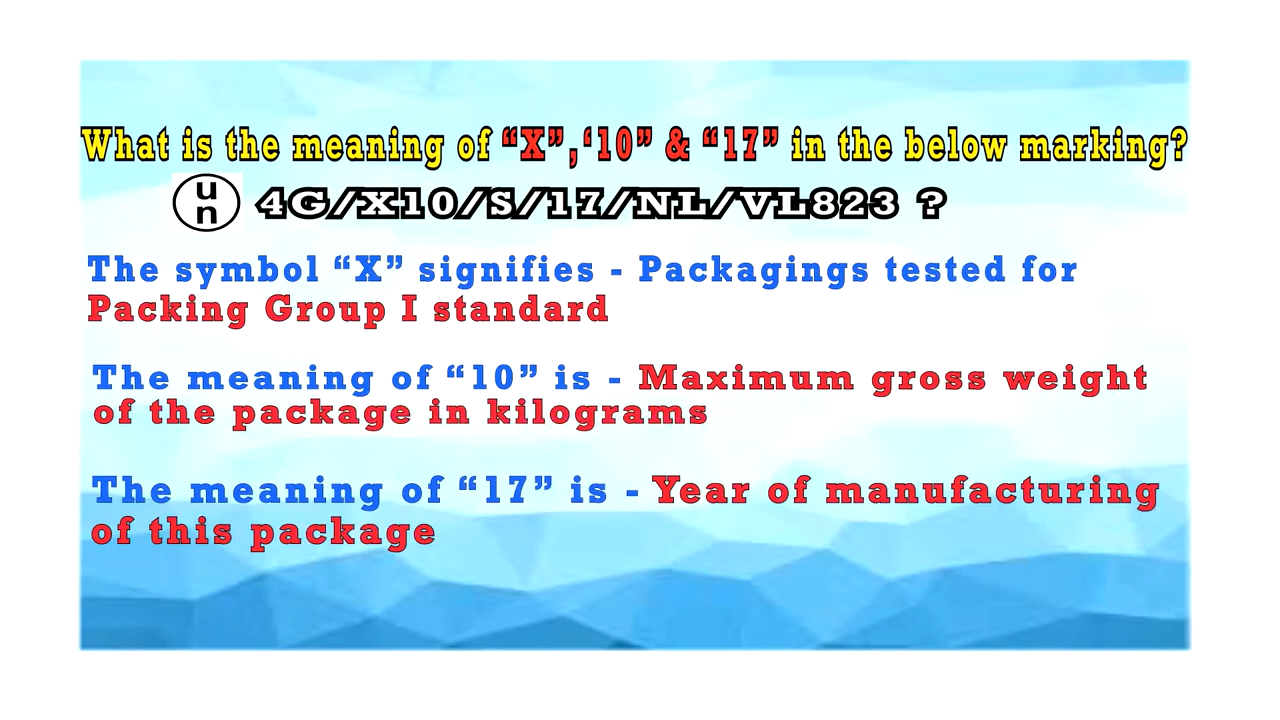 What is the meaning of “X”,‘10” & “17” in the below marking?
u
n
4G/X10/S/17/NL/VL823 ?
The symbol “X” signifies - Packagings tested for
Packing Group I standard
The meaning of “10” is - Maximum gross weight
of the package in kilograms
The meaning of “17” is - Year of manufacturing
of this package